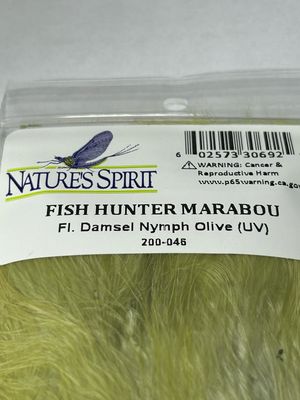 6 02573 30692
⚠WARNING: Cancer &
Reproductive Harm
www.p65warning.ca.gov
NATURE'S SPIRIT
FISH HUNTER MARABOU
Fl. Damsel Nymph Olive (UV)
200-046